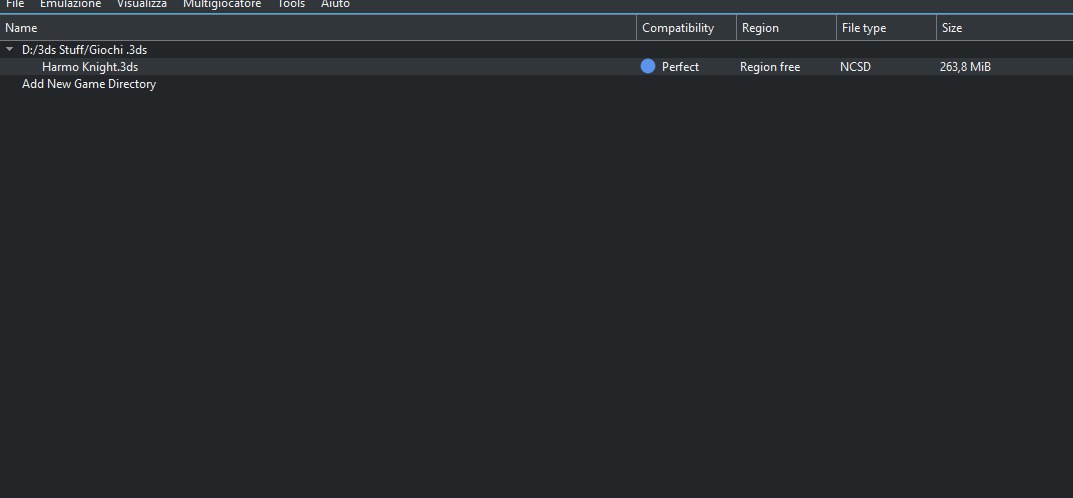 File Emulazione Visualizza Multigiocatore Tools Aiuto
Name Compatibility Region File type Size
D:/3ds Stuff/Giochi .3ds
Harmo Knight.3ds Perfect Region free NCSD 263,8 MiB
Add New Game Directory